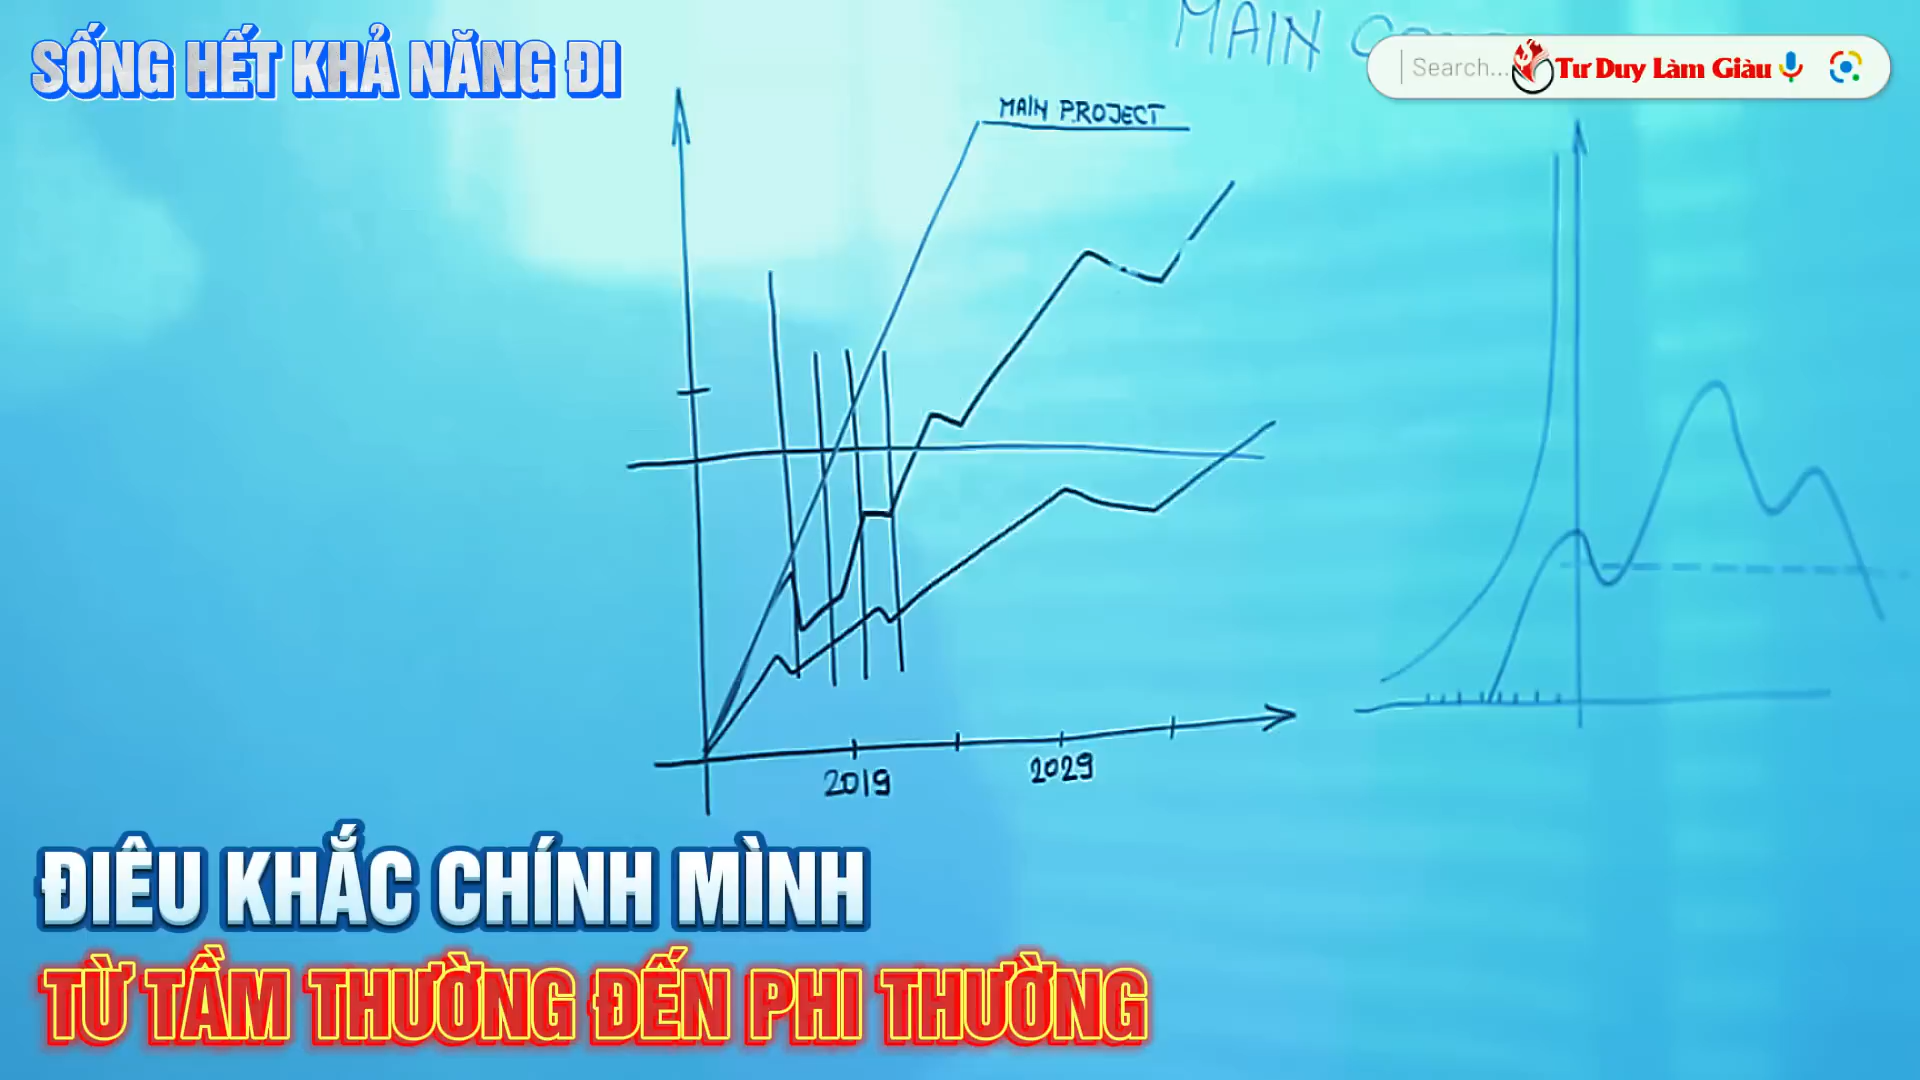 SỐNG HẾT KHẢ NĂNG ĐI
MAIN
Search... Tư Duy Làm Giàu
MAIN PROJECT
2019
2029
ĐIÊU KHẮC CHÍNH MÌNH
TỪ TẦM THƯỜNG ĐẾN PHI THƯỜNG